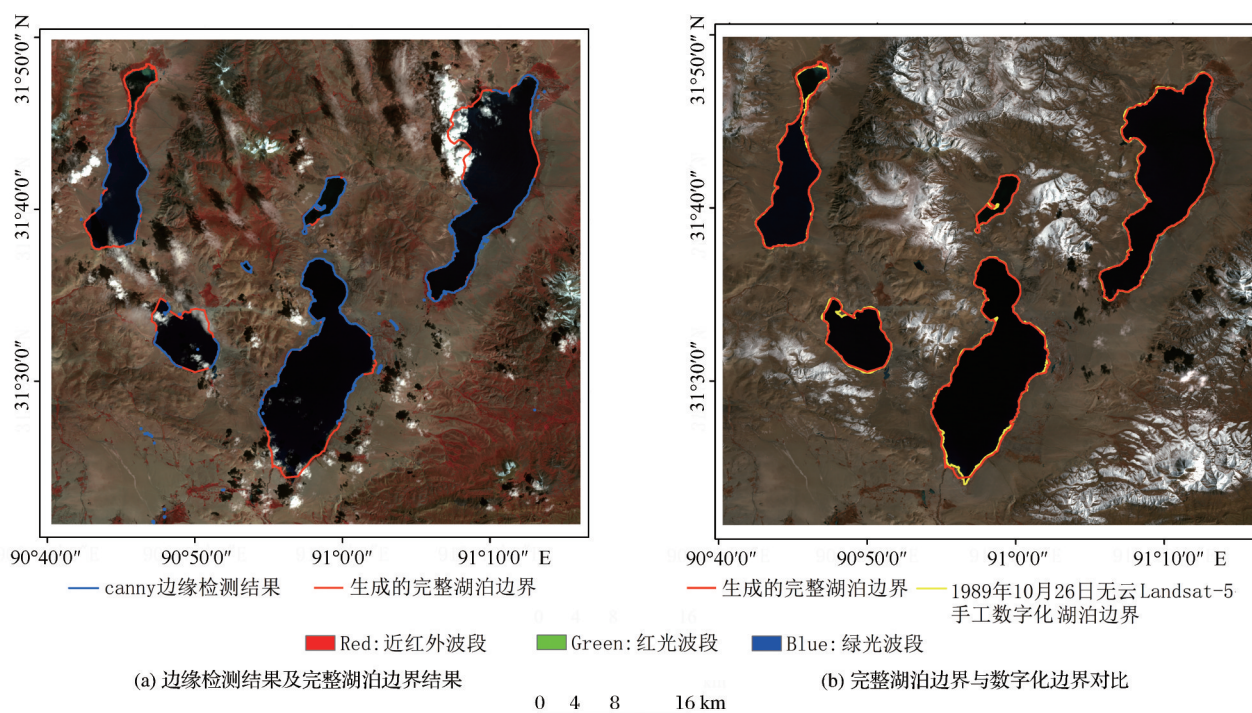 31°50′0″ N
31°40′0″
31°30′0″
90°40′0″ 90°50′0″ 91°0′0″ 91°10′0″ E
31°50′0″ N
31°40′0″
31°30′0″
90°40′0″ 90°50′0″ 91°0′0″ 91°10′0″ E
canny边缘检测结果 生成的完整湖泊边界
生成的完整湖泊边界 1989年10月26日无云Landsat-5
手工数字化湖泊边界
0 4 8 16
Red:近红外波段 Green:红光波段 Blue:绿光波段
(a) 边缘检测结果及完整湖泊边界结果
(b) 完整湖泊边界与数字化边界对比
0 4 8 16 km